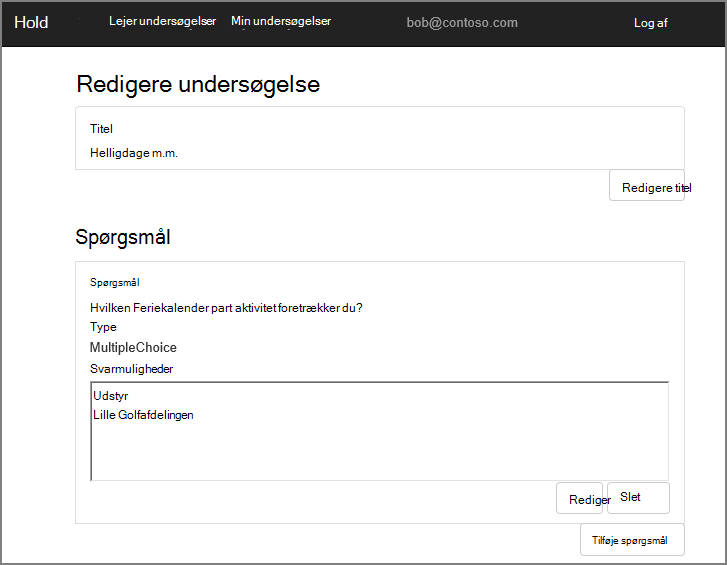 Hold Lejer undersøgelser Min undersøgelser bob@contoso.com Log af
Redigere undersøgelse
Titel
Helligdage m.m.
Redigere titel
Spørgsmål
Spørgsmål
Hvilken Feriekalender part aktivitet foretrækker du?
Type
MultipleChoice
Svarmuligheder
Udstyr
Lille Golfafdelingen
Rediger Slet
Tilføje spørgsmål